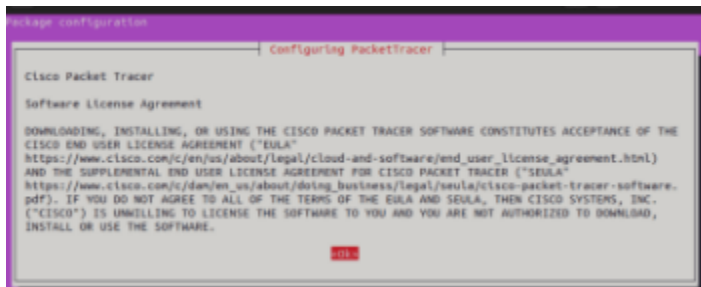 Package configuration
Configuring PacketTracer
Cisco Packet Tracer
Software License Agreement
DOWNLOADING, INSTALLING, OR USING THE CISCO PACKET TRACER SOFTWARE CONSTITUTES ACCEPTANCE OF THE
CISCO END USER LICENSE AGREEMENT ("EULA"
https://www.cisco.com/c/en/us/about/legal/cloud-and-software/end_user_license_agreement.html)
AND THE SUPPLEMENTAL END USER LICENSE AGREEMENT FOR CISCO PACKET TRACER ("SEULA"
https://www.cisco.com/c/dam/en_us/about/doing_business/legal/seula/cisco-packet-tracer-software.
pdf). IF YOU DO NOT AGREE TO ALL OF THE TERMS OF THE EULA AND SEULA, THEN CISCO SYSTEMS, INC.
("CISCO") IS UNWILLING TO LICENSE THE SOFTWARE TO YOU AND YOU ARE NOT AUTHORIZED TO DOWNLOAD,
INSTALL OR USE THE SOFTWARE.
<Ok>